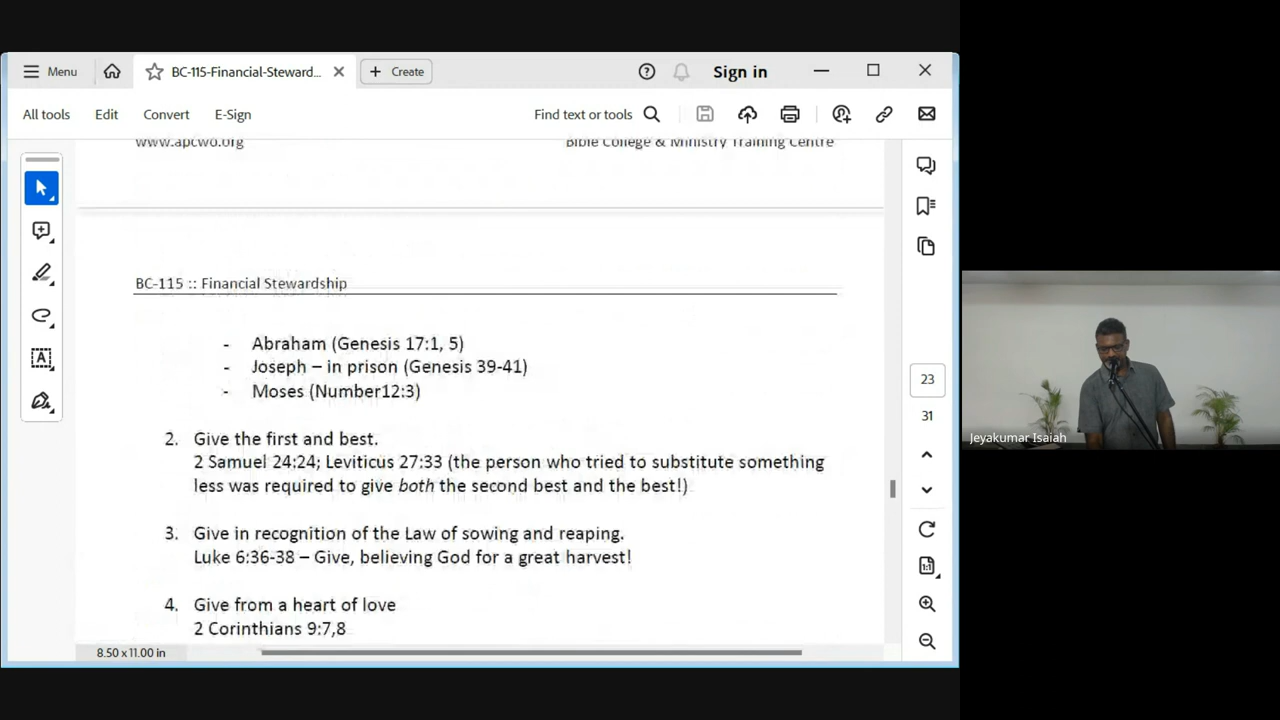 Menu
BC-115-Financial-Steward...
Create
Sign in
All tools
Edit
Convert
E-Sign
Find text or tools
www.apcwo.org
Bible College & Ministry Training Centre
BC-115 :: Financial Stewardship
- Abraham (Genesis 17:1, 5)
- Joseph – in prison (Genesis 39-41)
- Moses (Number12:3)
2. Give the first and best.
2 Samuel 24:24; Leviticus 27:33 (the person who tried to substitute something
less was required to give both the second best and the best!)
3. Give in recognition of the Law of sowing and reaping.
Luke 6:36-38 – Give, believing God for a great harvest!
4. Give from a heart of love
2 Corinthians 9:7,8
8.50 x 11.00 in
23
31
1:1
Jeyakumar Isaiah